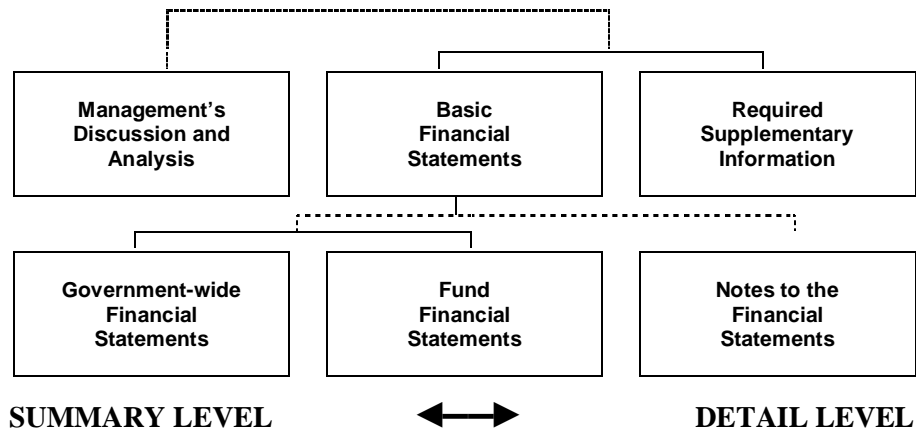 Management’s
Discussion and
Analysis
Basic
Financial
Statements
Required
Supplementary
Information
Government-wide
Financial
Statements
Fund
Financial
Statements
Notes to the
Financial
Statements
SUMMARY LEVEL
DETAIL LEVEL